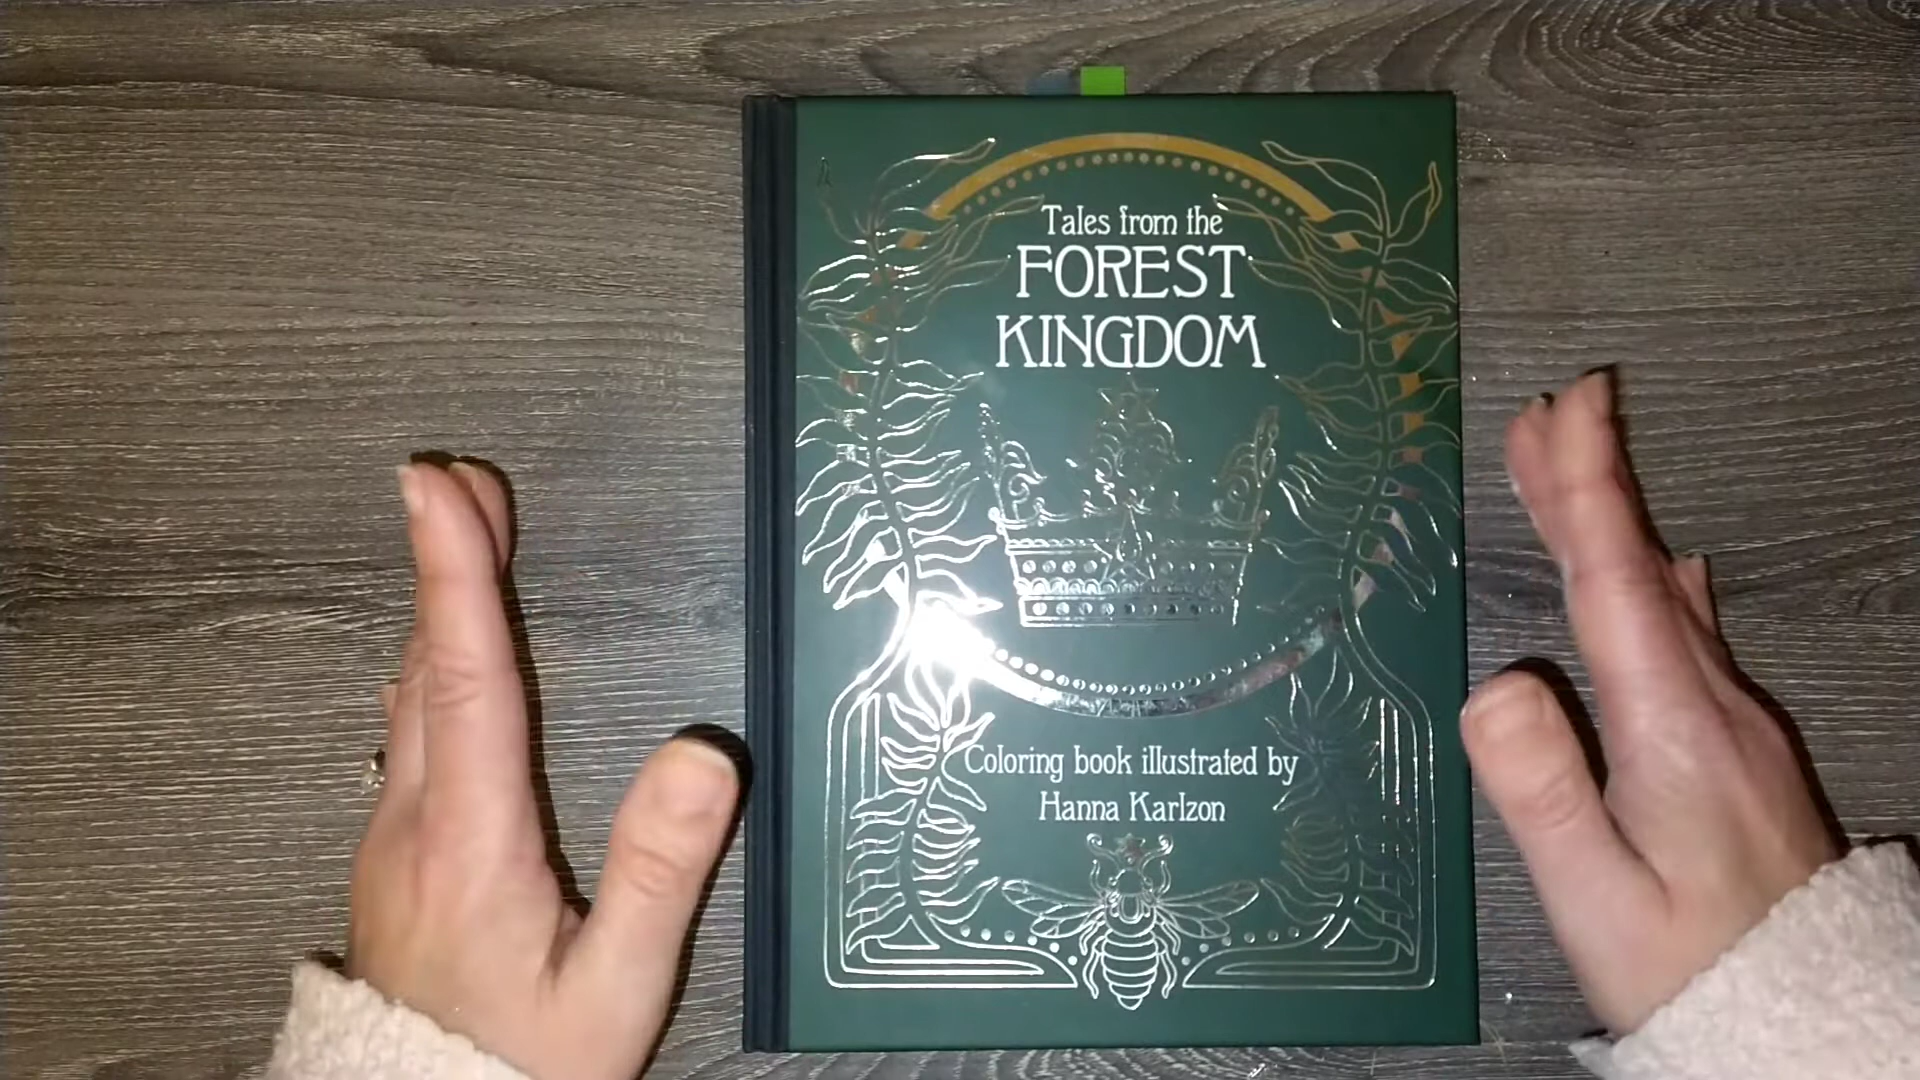 Tales from the
FOREST
KINGDOM
Coloring book illustrated by
Hanna Karlzon